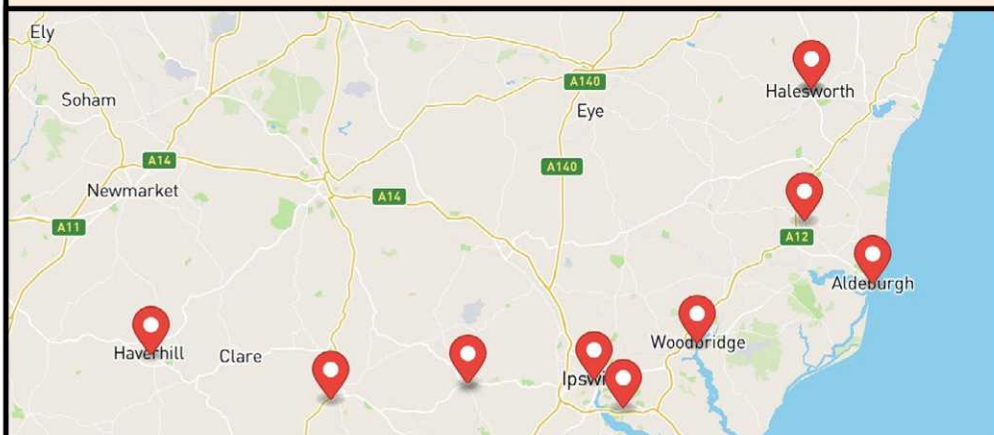 Ely
A140
Halesworth
Soham
Eye
A14
A140
Newmarket
A14
A11
A12
Aldeburgh
Woodbridge
Haverhill
Clare
Ipswi